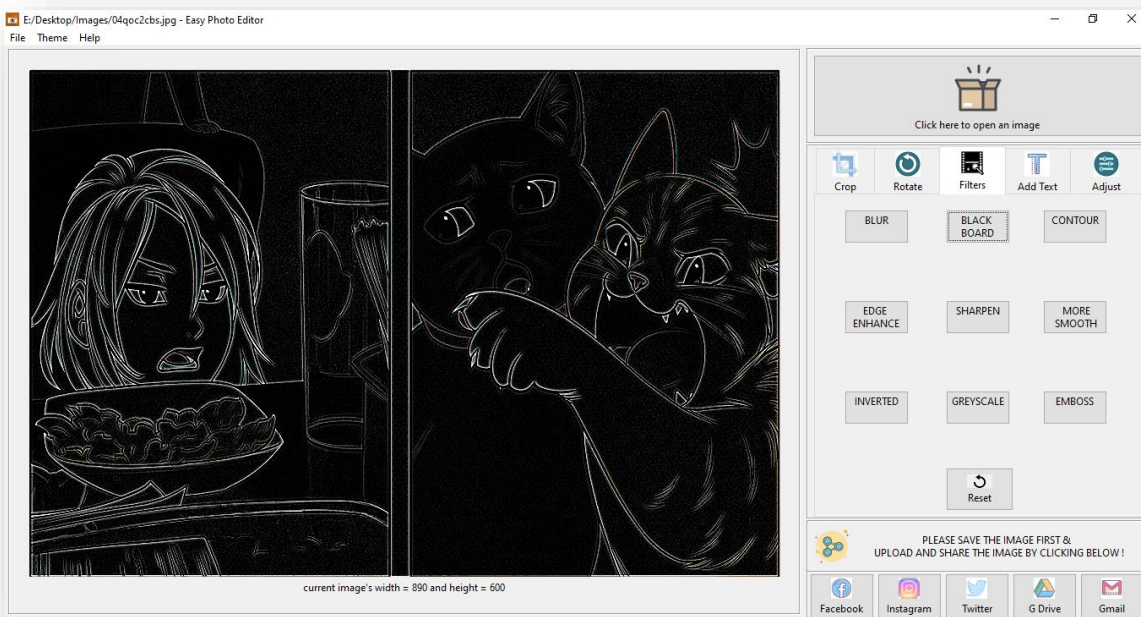 E:/Desktop/Images/04qoc2cbs.jpg - Easy Photo Editor
File Theme Help
Click here to open an image
Crop Rotate Filters Add Text Adjust
BLUR BLACK CONTOUR
BOARD
EDGE SHARPEN MORE
ENHANCE SMOOTH
INVERTED GREYSCALE EMBOSS
Reset
PLEASE SAVE THE IMAGE FIRST &
UPLOAD AND SHARE THE IMAGE BY CLICKING BELOW !
current image's width = 890 and height = 600
Facebook Instagram Twitter G Drive Gmail